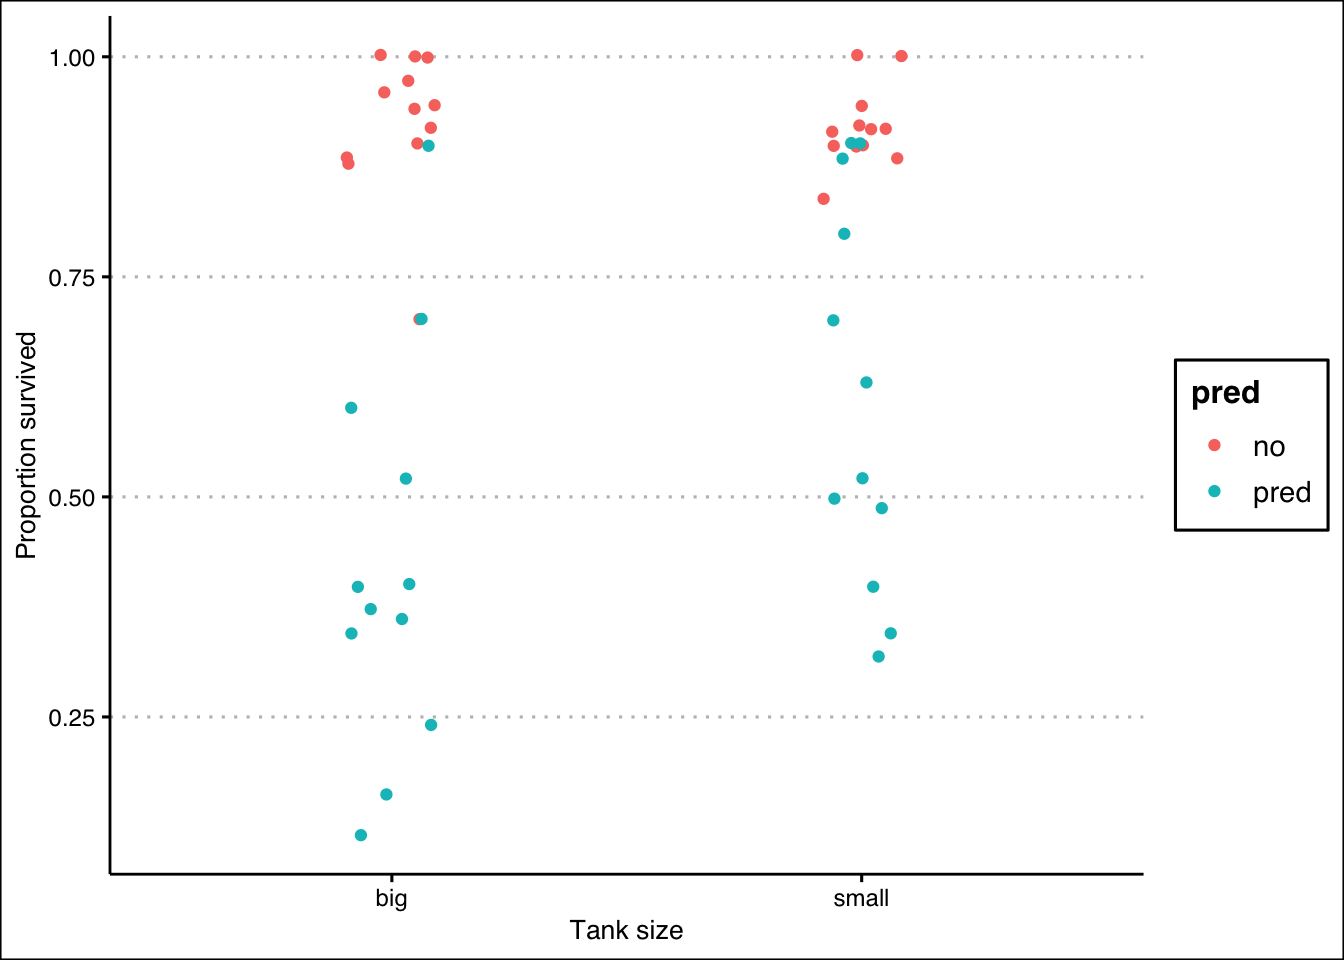 1.00
0.75
0.50
0.25
Proportion survived
big
small
Tank size
pred
no
pred